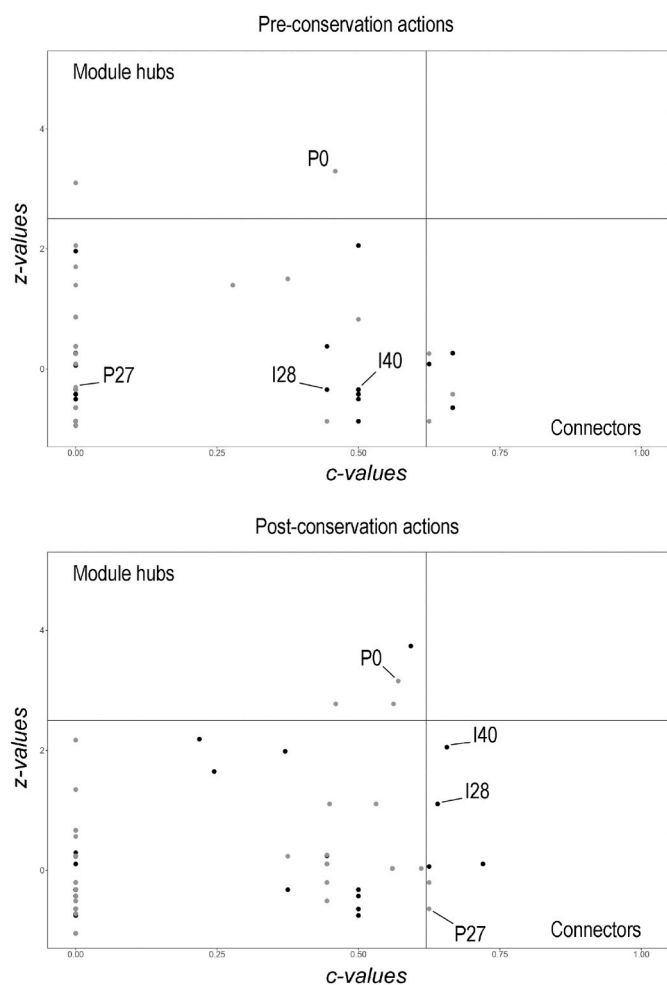 Pre-conservation actions
Module hubs
4
P0
z-values
2
I40
P27
I28
0
Connectors
0.00
0.25
0.50
0.75
1.00
c-values
Post-conservation actions
Module hubs
4
P0
z-values
2
I40
I28
0
P27
Connectors
0.00
0.25
0.50
0.75
1.00
c-values